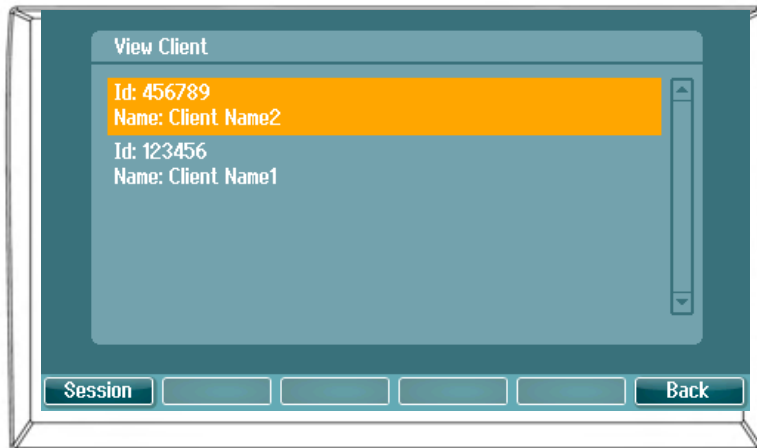 View Client
Id: 456789
Name: Client Name2
Id: 123456
Name: Client Name1
Session
Back